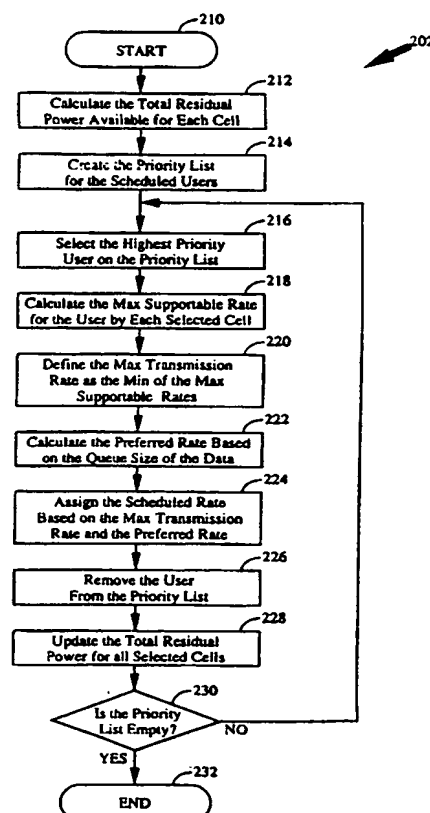 210
START
202
212
Calculate the Total Residual
Power Available for Each Cell
214
Create the Priority List
for the Scheduled Users
216
Select the Highest Priority
User on the Priority List
218
Calculate the Max Supportable Rate
for the User by Each Selected Cell
220
Define the Max Transmission
Rate as the Min of the Max
Supportable Rates
222
Calculate the Preferred Rate Based
on the Queue Size of the Data
224
Assign the Scheduled Rate
Based on the Max Transmission
Rate and the Preferred Rate
226
Remove the User
From the Priority List
228
Update the Total Residual
Power for all Selected Cells
230
Is the Priority
List Empty?
NO
YES
232
END